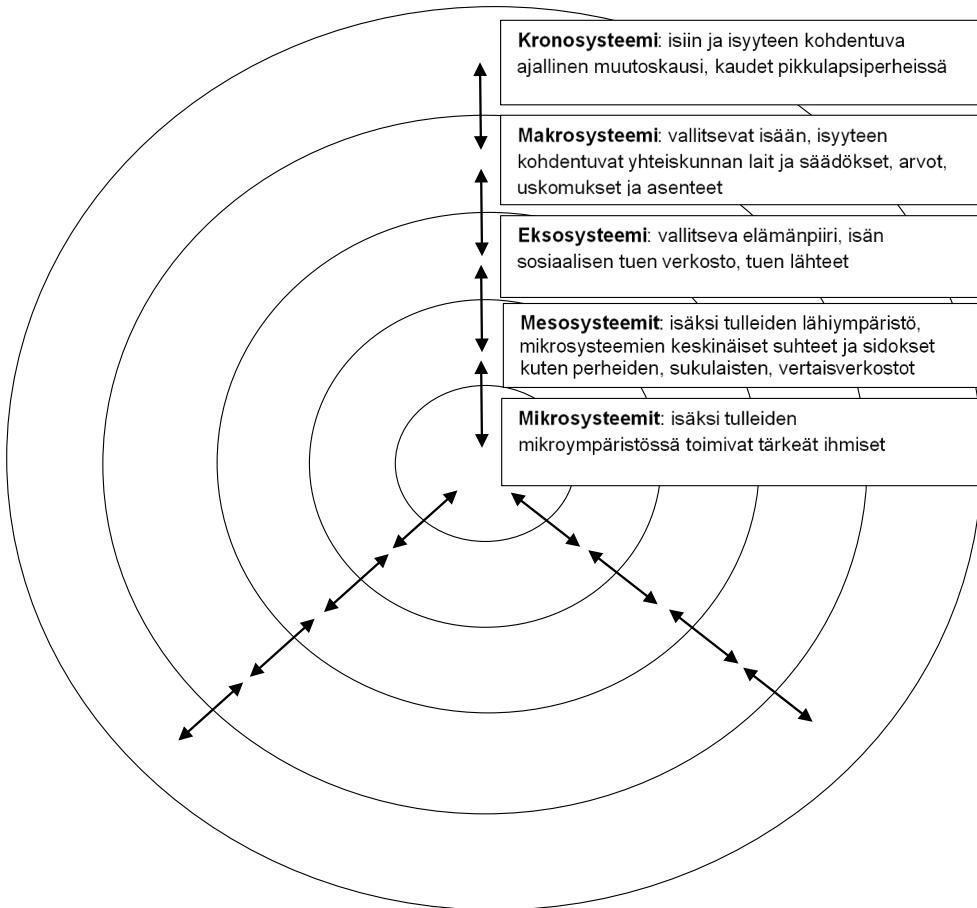 Kronosysteemi: isiin ja isyyteen kohdentuva
ajallinen muutoskausi, kaudet pikkulapsiperheissä
Makrosysteemi: vallitsevat isään, isyyteen
kohdentuvat yhteiskunnan lait ja säädökset, arvot,
uskomukset ja asenteet
Eksosysteemi: vallitseva elämänpiiri, isän
sosiaalisen tuen verkosto, tuen lähteet
Mesosysteemit: isäksi tulleiden lähiympäristö,
mikrosysteemien keskinäiset suhteet ja sidokset
kuten perheiden, sukulaisten, vertaisverkostot
Mikrosysteemit: isäksi tulleiden
mikroympäristössä toimivat tärkeät ihmiset